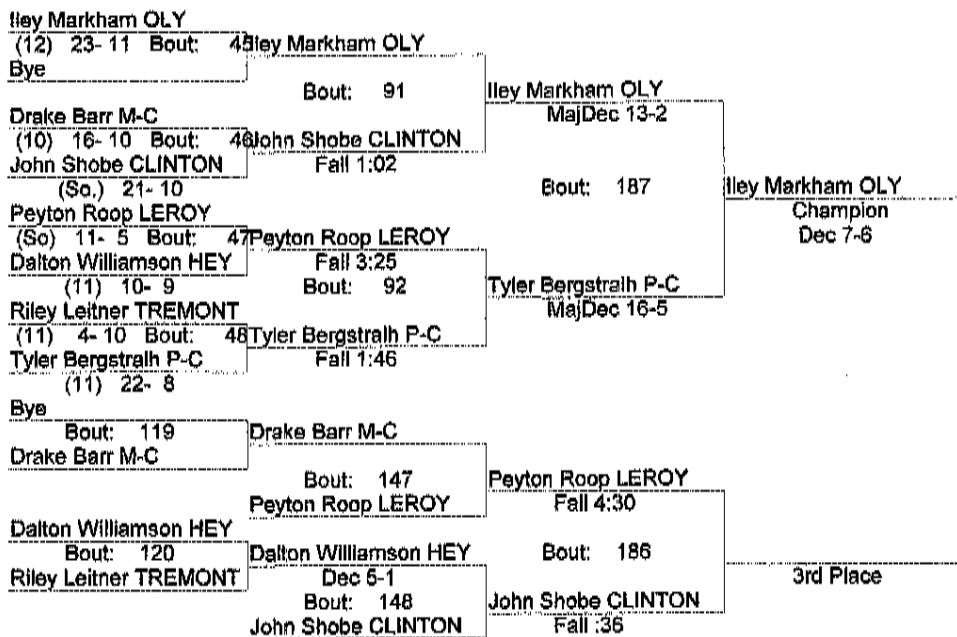 Iley Markham OLY
(12) 23- 11 Bout: 45
Bye
Iley Markham OLY
Bout: 91
Drake Barr M-C
(10) 16- 10 Bout: 46
John Shobe CLINTON
(So.) 21- 10
John Shobe CLINTON
Fall 1:02
Iley Markham OLY
MajDec 13-2
Bout: 187
Peyton Roop LEROY
(So) 11- 5 Bout: 47
Dalton Williamson HEY
(11) 10- 9
Peyton Roop LEROY
Fall 3:25
Bout: 92
Riley Leitner TREMONT
(11) 4- 10 Bout: 48
Tyler Bergstralh P-C
(11) 22- 8
Tyler Bergstralh P-C
Fall 1:46
Tyler Bergstralh P-C
MajDec 16-5
Iley Markham OLY
Champion
Dec 7-6
Bye
Bout: 119
Drake Barr M-C
Drake Barr M-C
Bout: 147
Peyton Roop LEROY
Peyton Roop LEROY
Fall 4:30
Dalton Williamson HEY
Bout: 120
Riley Leitner TREMONT
Dalton Williamson HEY
Dec 5-1
Bout: 148
John Shobe CLINTON
Bout: 186
John Shobe CLINTON
Fall :36
3rd Place